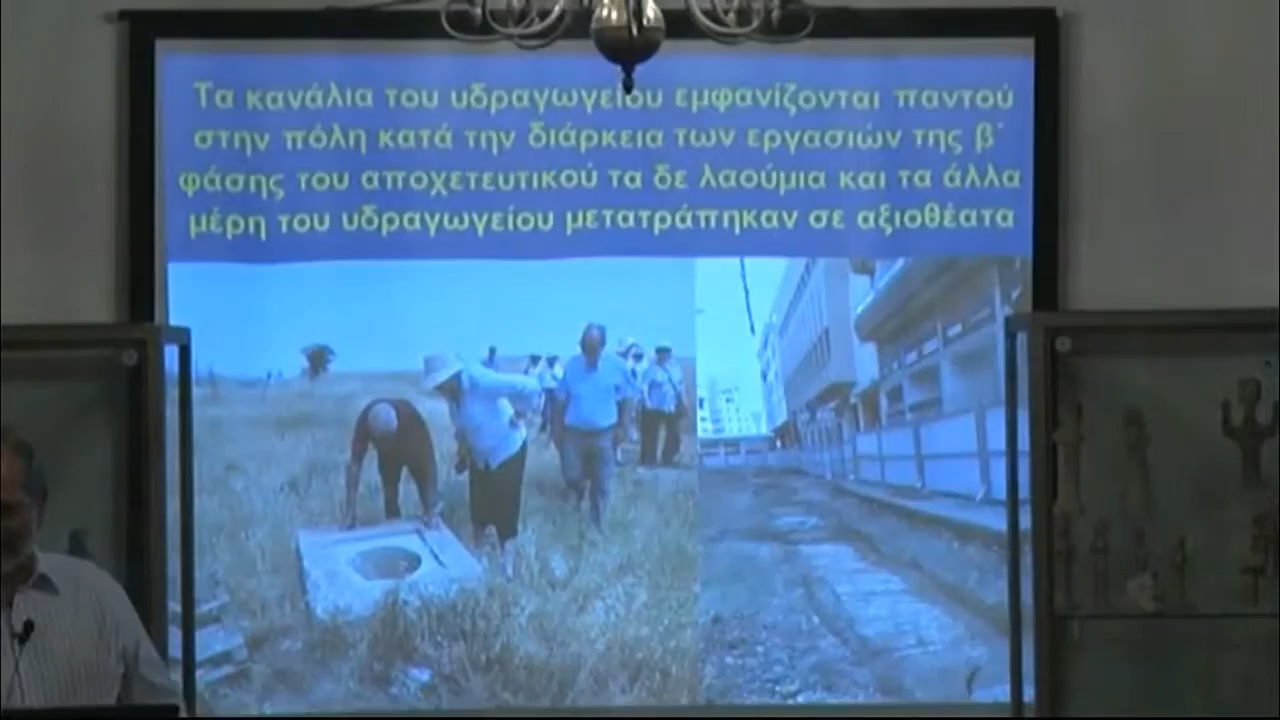 Τα κανάλια του υδραγωγείου εμφανίζονται παντού
στην πόλη κατά την διάρκεια των εργασιών της β΄
φάσης του αποχετευτικού τα δε λαούμια και τα άλλα
μέρη του υδραγωγείου μετατράπηκαν σε αξιοθέατα